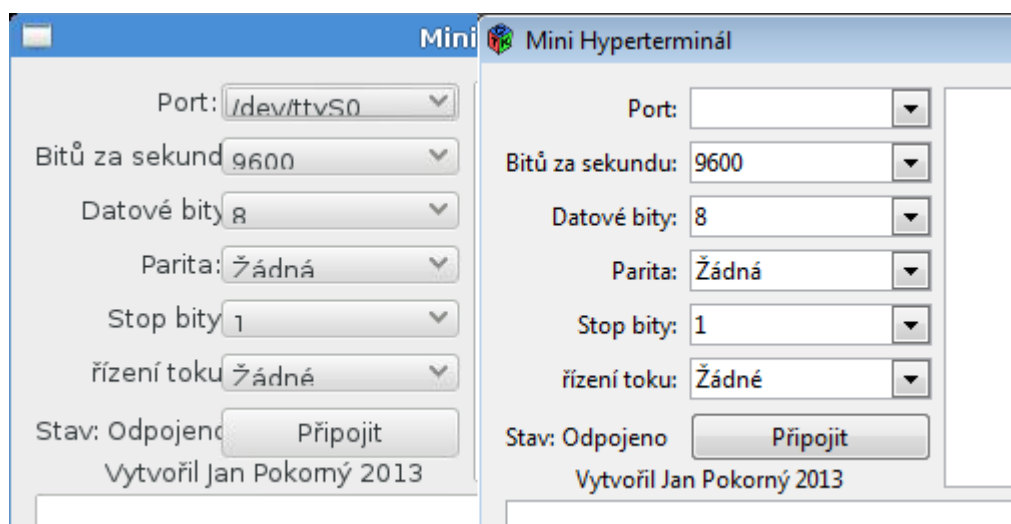 Mini
Port: /dev/ttyS0
Bitů za sekund 9600
Datové bity 8
Parita: Žádná
Stop bity 1
řízení toku Žádné
Stav: Odpojeno Připojit
Vytvořil Jan Pokorný 2013
Mini Hyperterminál
Port:
Bitů za sekundu: 9600
Datové bity: 8
Parita: Žádná
Stop bity: 1
řízení toku: Žádné
Stav: Odpojeno Připojit
Vytvořil Jan Pokorný 2013